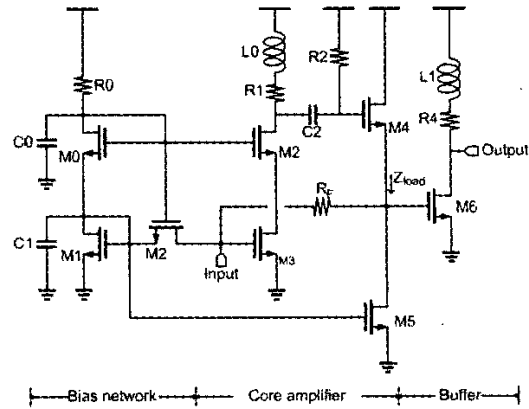 L0
R2
L1
R0
R1
R4
C0
C2
M4
M0
M2
Output
Zload
RF
M6
C1
M1
M2
Input
M3
M5
Bias network
Core amplifier
Buffer